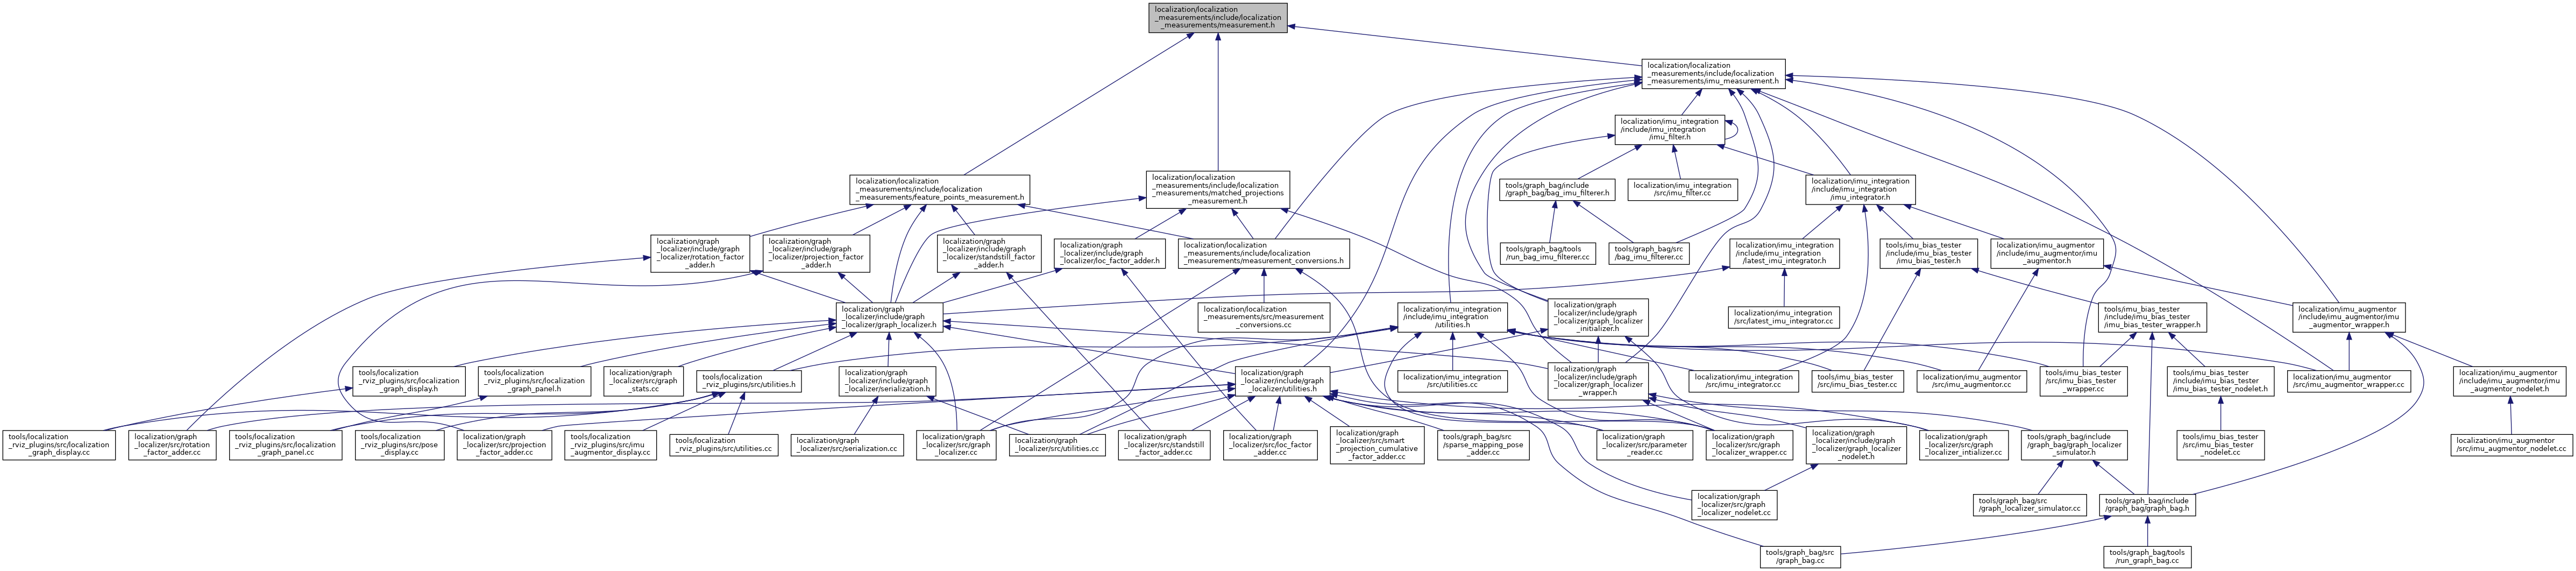 localization/localization
_measurements/include/localization
_measurements/measurement.h
localization/localization
_measurements/include/localization
_measurements/imu_measurement.h
localization/imu_integration
/include/imu_integration
/imu_filter.h
localization/localization
_measurements/include/localization
_measurements/feature_points_measurement.h
localization/localization
_measurements/include/localization
_measurements/matched_projections
_measurement.h
tools/graph_bag/include
/graph_bag/bag_imu_filterer.h
localization/imu_integration
/src/imu_filter.cc
localization/imu_integration
/include/imu_integration
/imu_integrator.h
localization/graph
_localizer/include/graph
_localizer/rotation_factor
_adder.h
localization/graph
_localizer/include/graph
_localizer/projection_factor
_adder.h
localization/graph
_localizer/include/graph
_localizer/standstill_factor
_adder.h
localization/graph
_localizer/include/graph
_localizer/loc_factor_adder.h
localization/localization
_measurements/include/localization
_measurements/measurement_conversions.h
tools/graph_bag/tools
/run_bag_imu_filterer.cc
tools/graph_bag/src
/bag_imu_filterer.cc
localization/imu_integration
/include/imu_integration
/latest_imu_integrator.h
tools/imu_bias_tester
/include/imu_bias_tester
/imu_bias_tester.h
localization/imu_augmentor
/include/imu_augmentor/imu
_augmentor.h
localization/graph
_localizer/include/graph
_localizer/graph_localizer.h
localization/localization
_measurements/src/measurement
_conversions.cc
localization/imu_integration
/include/imu_integration
/utilities.h
localization/graph
_localizer/include/graph
_localizer/graph_localizer
_initializer.h
localization/imu_integration
/src/latest_imu_integrator.cc
tools/imu_bias_tester
/include/imu_bias_tester
/imu_bias_tester_wrapper.h
localization/imu_augmentor
/include/imu_augmentor/imu
_augmentor_wrapper.h
tools/localization
_rviz_plugins/src/localization
_graph_display.h
tools/localization
_rviz_plugins/src/localization
_graph_panel.h
localization/graph
_localizer/src/graph
_stats.cc
tools/localization
_rviz_plugins/src/utilities.h
localization/graph
_localizer/include/graph
_localizer/serialization.h
localization/graph
_localizer/include/graph
_localizer/utilities.h
localization/imu_integration
/src/utilities.cc
localization/graph
_localizer/include/graph
_localizer/graph_localizer
_wrapper.h
localization/imu_integration
/src/imu_integrator.cc
tools/imu_bias_tester
/src/imu_bias_tester.cc
localization/imu_augmentor
/src/imu_augmentor.cc
tools/imu_bias_tester
/src/imu_bias_tester
_wrapper.cc
tools/imu_bias_tester
/include/imu_bias_tester
/imu_bias_tester_nodelet.h
localization/imu_augmentor
/src/imu_augmentor_wrapper.cc
localization/imu_augmentor
/include/imu_augmentor/imu
_augmentor_nodelet.h
tools/localization
_rviz_plugins/src/localization
_graph_display.cc
localization/graph
_localizer/src/rotation
_factor_adder.cc
tools/localization
_rviz_plugins/src/localization
_graph_panel.cc
tools/localization
_rviz_plugins/src/pose
_display.cc
localization/graph
_localizer/src/projection
_factor_adder.cc
tools/localization
_rviz_plugins/src/imu
_augmentor_display.cc
tools/localization
_rviz_plugins/src/utilities.cc
localization/graph
_localizer/src/serialization.cc
localization/graph
_localizer/src/graph
_localizer.cc
localization/graph
_localizer/src/utilities.cc
localization/graph
_localizer/src/standstill
_factor_adder.cc
localization/graph
_localizer/src/loc_factor
_adder.cc
localization/graph
_localizer/src/smart
_projection_cumulative
_factor_adder.cc
tools/graph_bag/src
/sparse_mapping_pose
_adder.cc
localization/graph
_localizer/src/parameter
_reader.cc
localization/graph
_localizer/src/graph
_localizer_wrapper.cc
localization/graph
_localizer/include/graph
_localizer/graph_localizer
_nodelet.h
localization/graph
_localizer/src/graph
_localizer_intializer.cc
tools/graph_bag/include
/graph_bag/graph_localizer
_simulator.h
tools/imu_bias_tester
/src/imu_bias_tester
_nodelet.cc
localization/imu_augmentor
/src/imu_augmentor_nodelet.cc
localization/graph
_localizer/src/graph
_localizer_nodelet.cc
tools/graph_bag/src
/graph_localizer_simulator.cc
tools/graph_bag/include
/graph_bag/graph_bag.h
tools/graph_bag/src
/graph_bag.cc
tools/graph_bag/tools
/run_graph_bag.cc